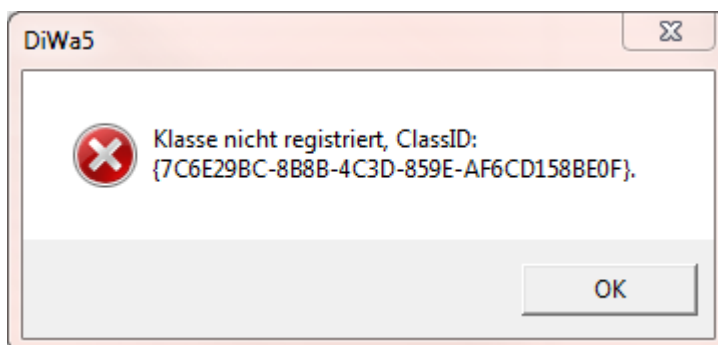 DiWa5
Klasse nicht registriert, ClassID:
{7C6E29BC-8B8B-4C3D-859E-AF6CD158BE0F}.
OK